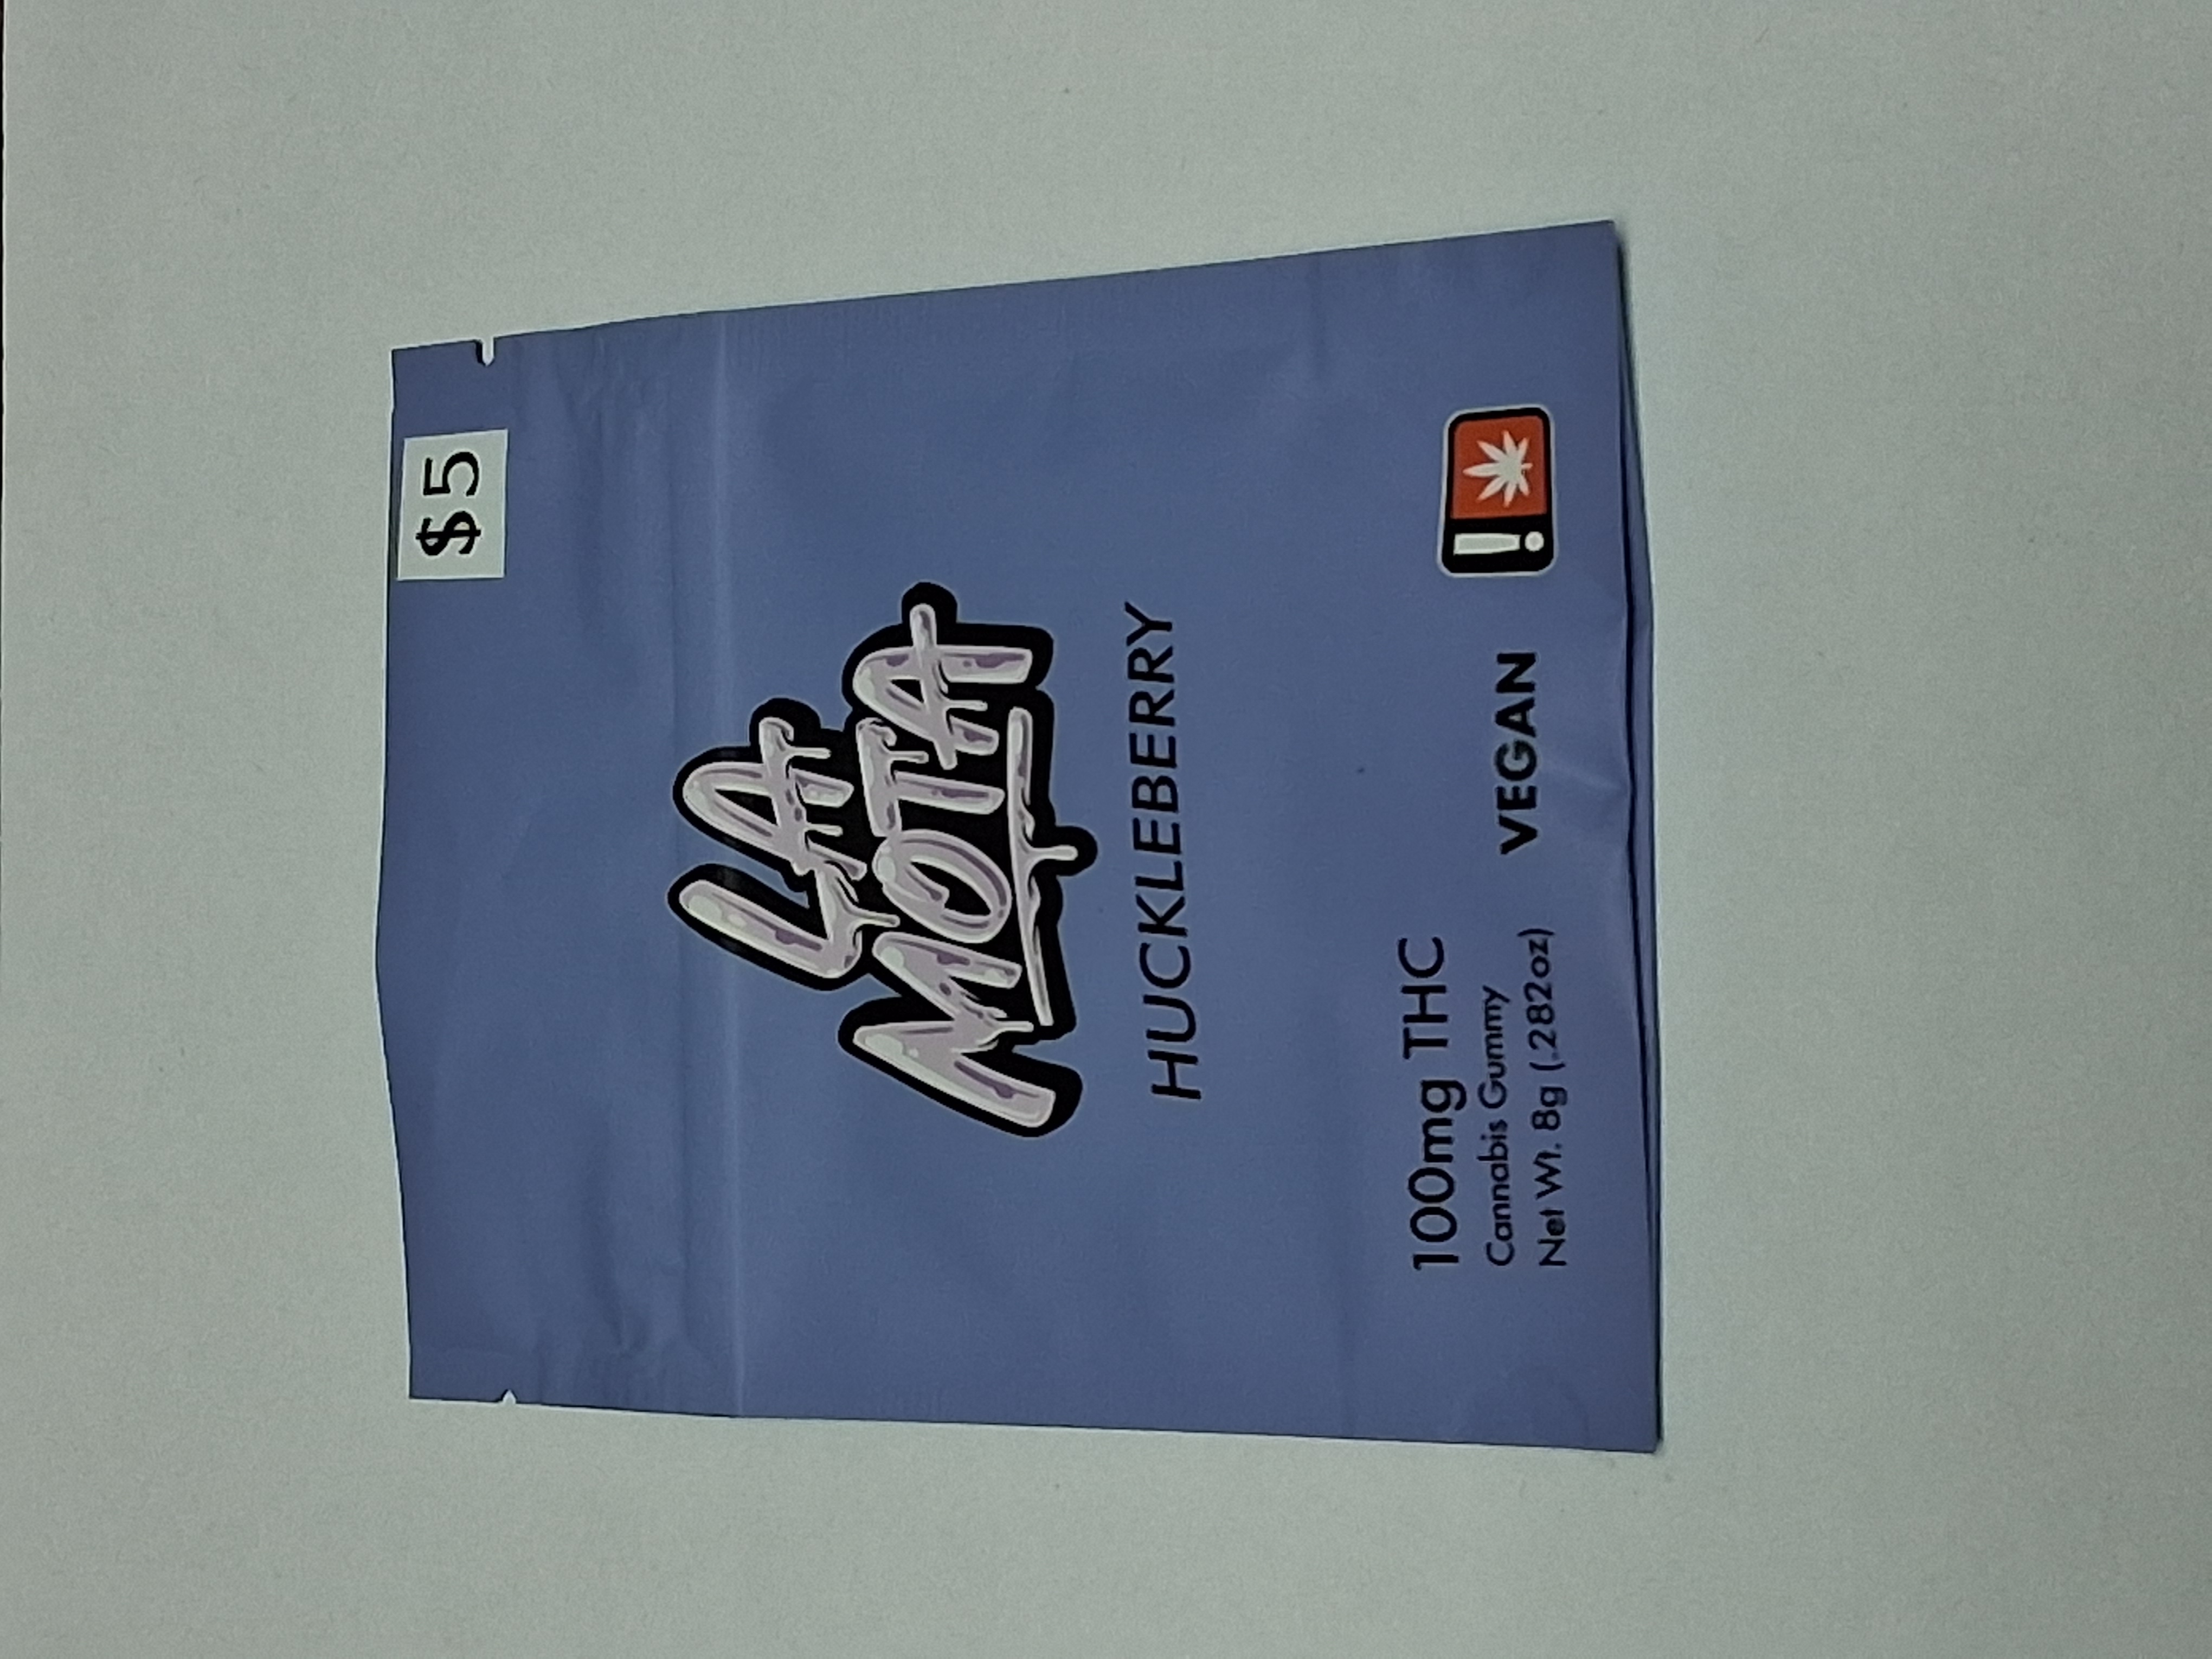 $5
LA
MOTA
HUCKLEBERRY
100mg THC
Cannabis Gummy
Net Wt. 8g (.282oz)
VEGAN
!